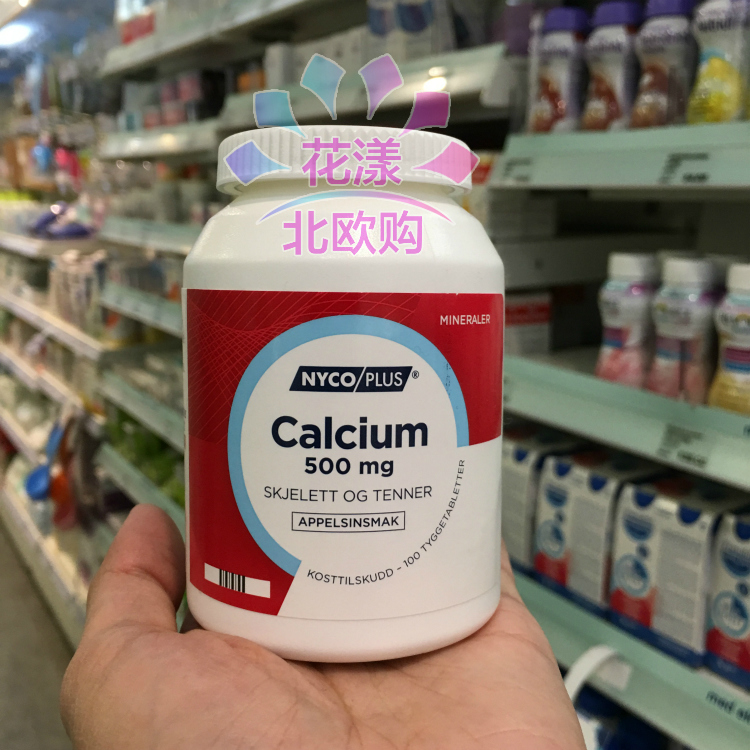 花漾
北欧购
MINERALER
NYCO/PLUS®
Calcium
500 mg
SKJELETT OG TENNER
APPELSINSMAK
KOSTTILSKUDD – 100 TYGGETABLETTER